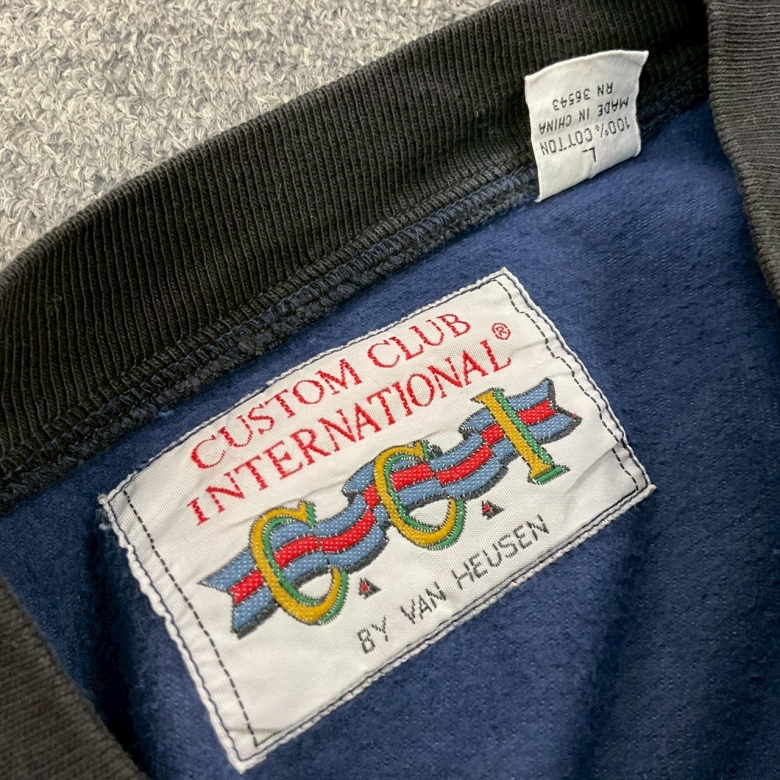 CUSTOM CLUB
INTERNATIONAL®
CCI
BY VAN HEUSEN
L
100% COTTON
MADE IN CHINA
RN 36543